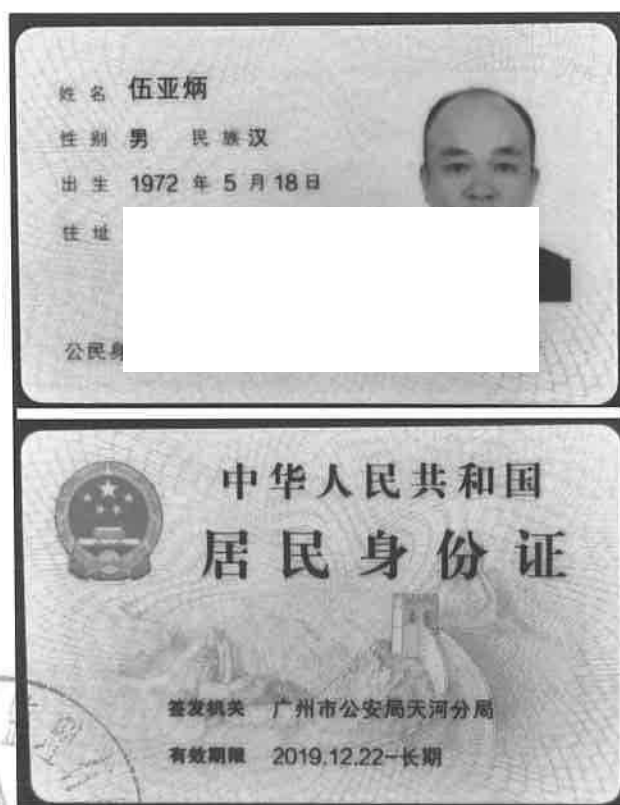 姓名 伍亚炳
性别 男 民族 汉
出生 1972 年 5 月 18 日
住址
公民身
中华人民共和国
居民身份证
签发机关 广州市公安局天河分局
有效期限 2019.12.22-长期